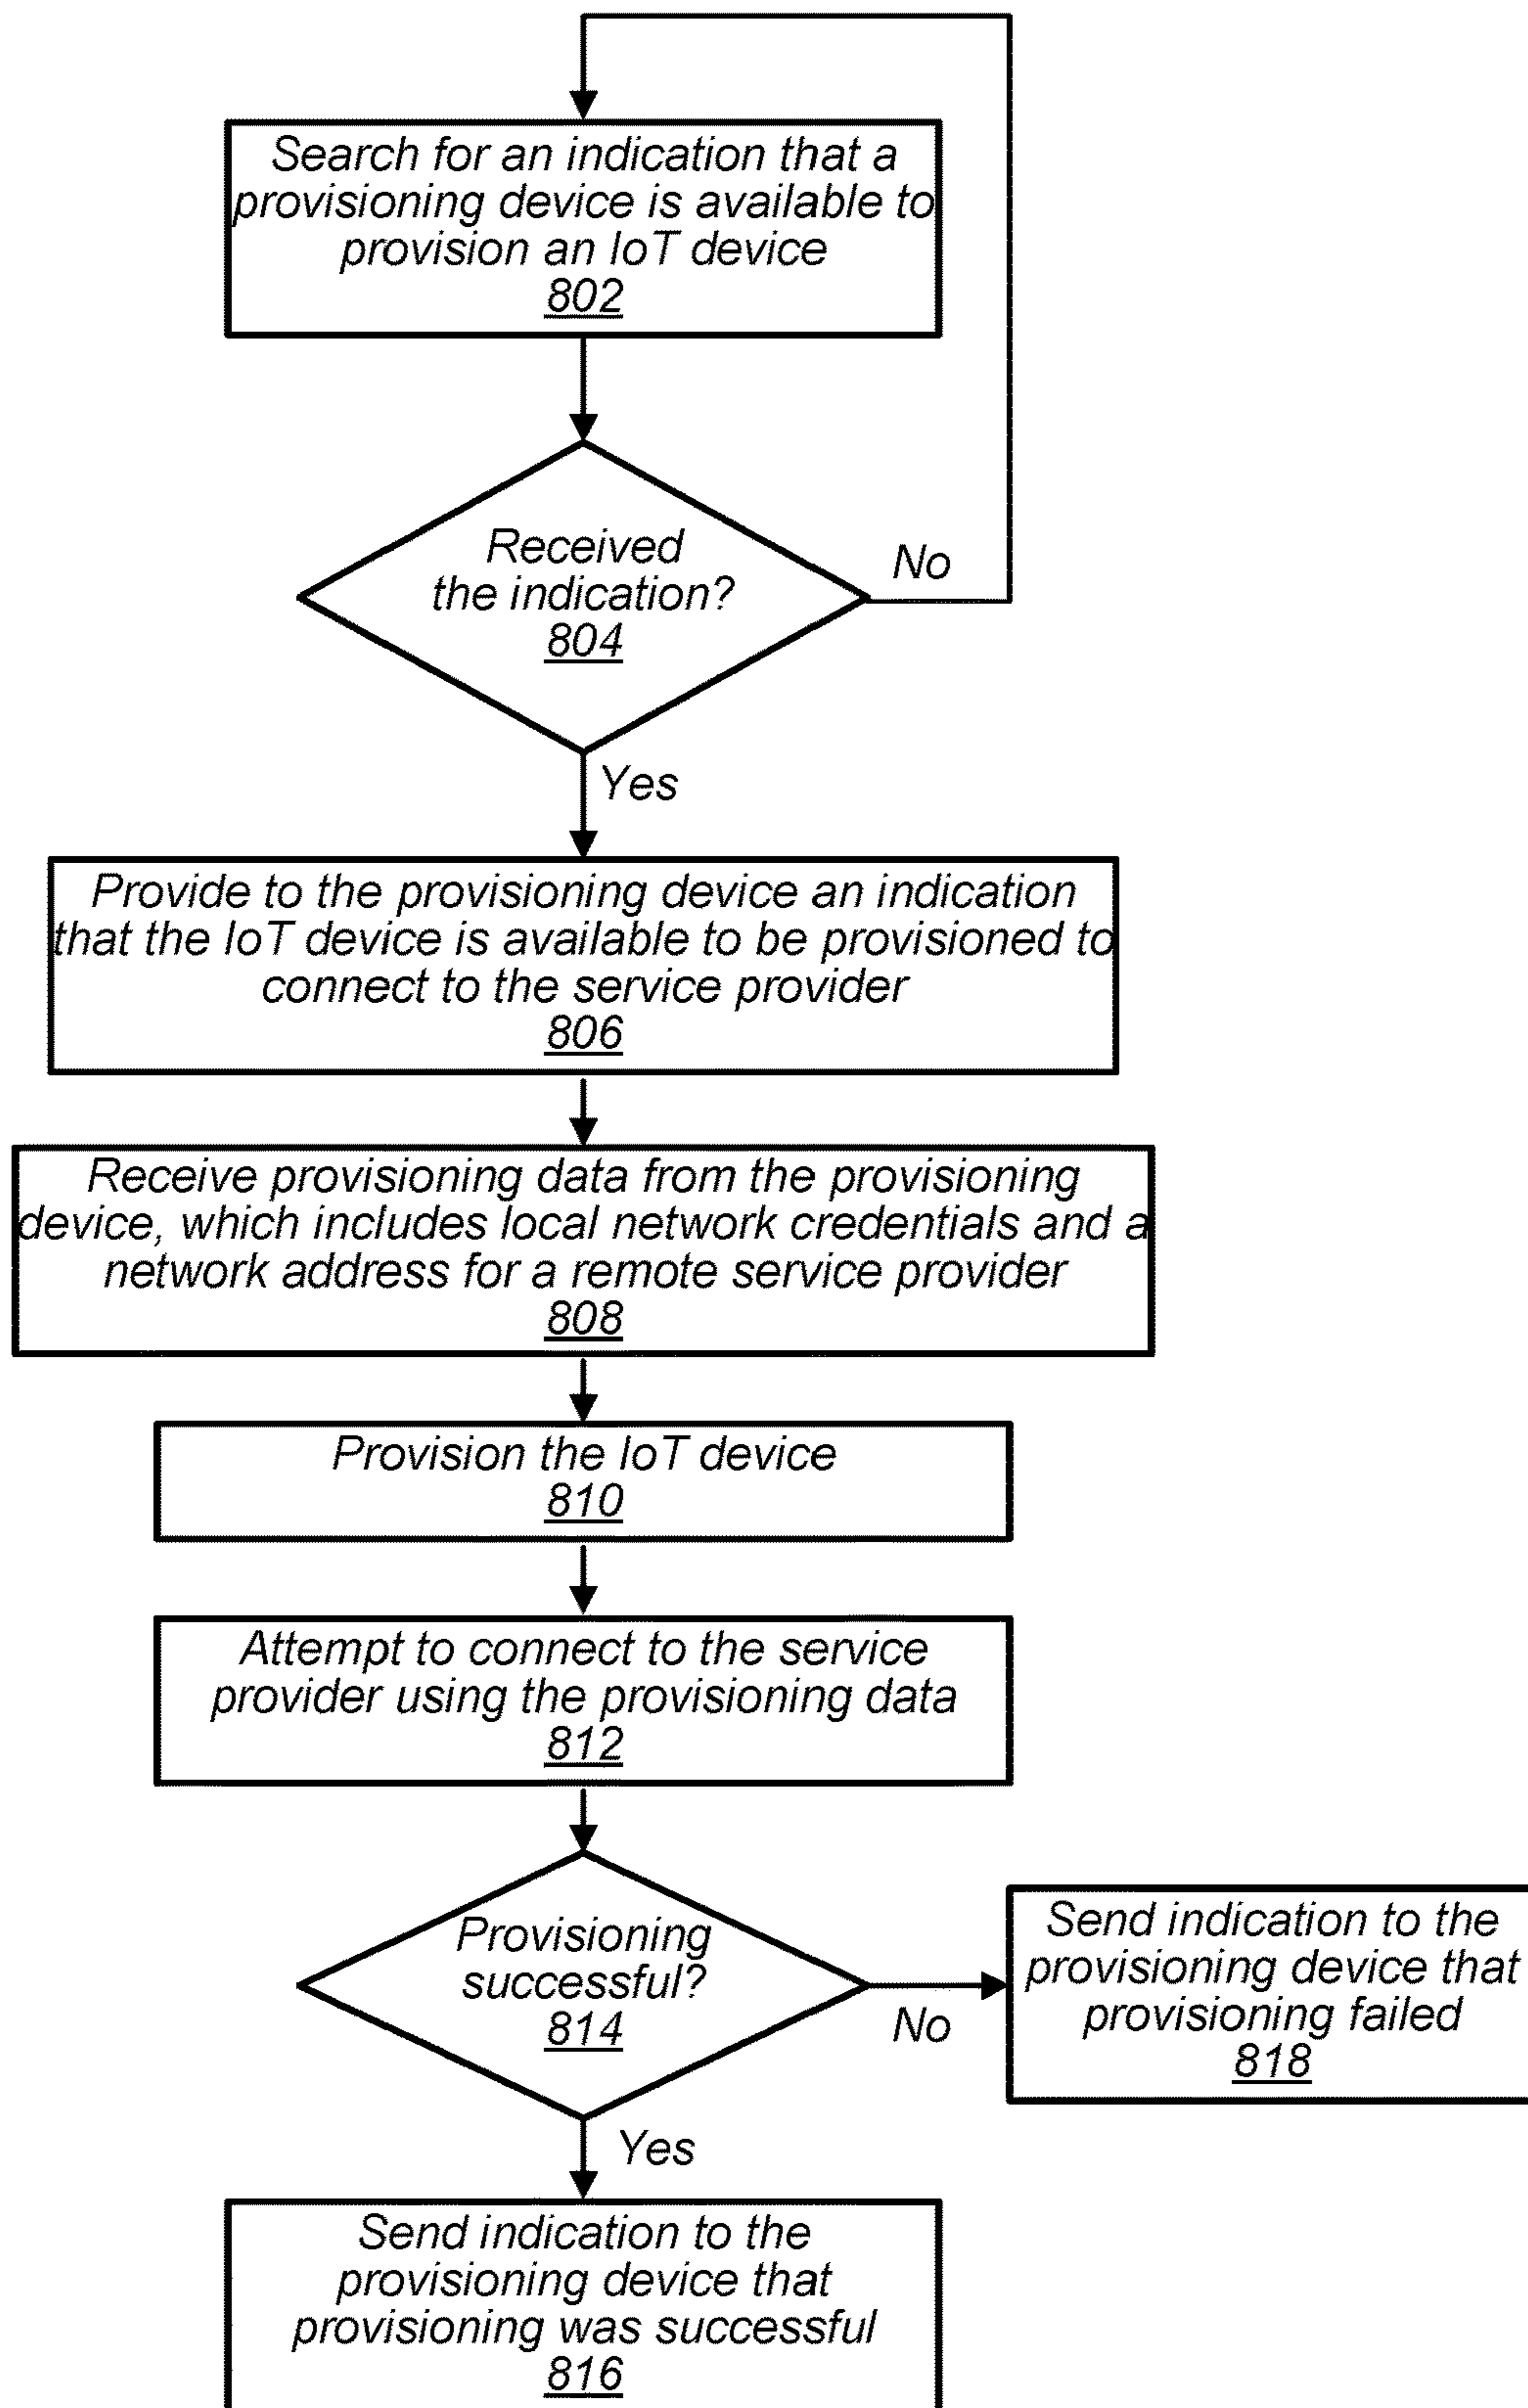 Search for an indication that a
provisioning device is available to
provision an IoT device
802
Received
the indication?
804
No
Yes
Provide to the provisioning device an indication
that the IoT device is available to be provisioned to
connect to the service provider
806
Receive provisioning data from the provisioning
device, which includes local network credentials and a
network address for a remote service provider
808
Provision the IoT device
810
Attempt to connect to the service
provider using the provisioning data
812
Provisioning
successful?
814
No
Send indication to the
provisioning device that
provisioning failed
818
Yes
Send indication to the
provisioning device that
provisioning was successful
816